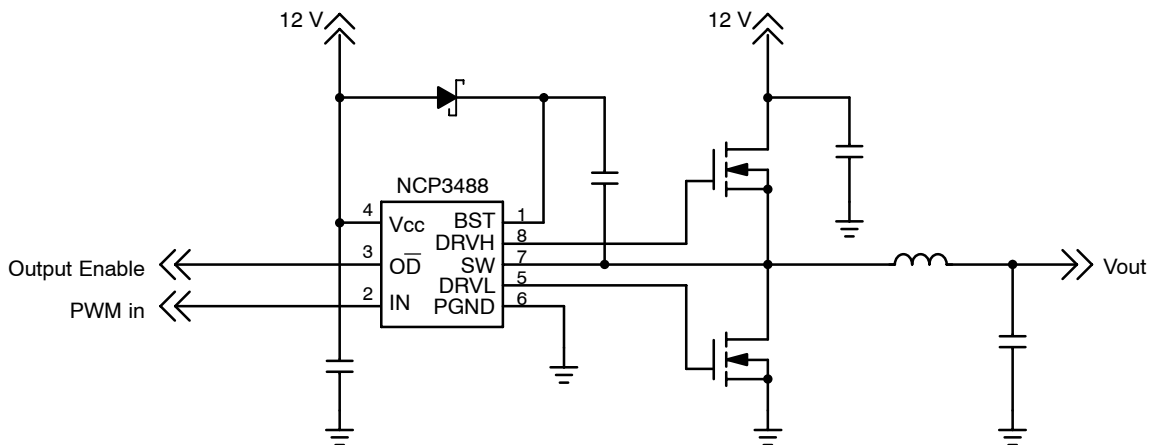 12 V
12 V
NCP3488
4
Vcc
BST
1
DRVH
8
Output Enable
3
OD̅
SW
7
Vout
DRVL
5
PWM in
2
IN
PGND
6